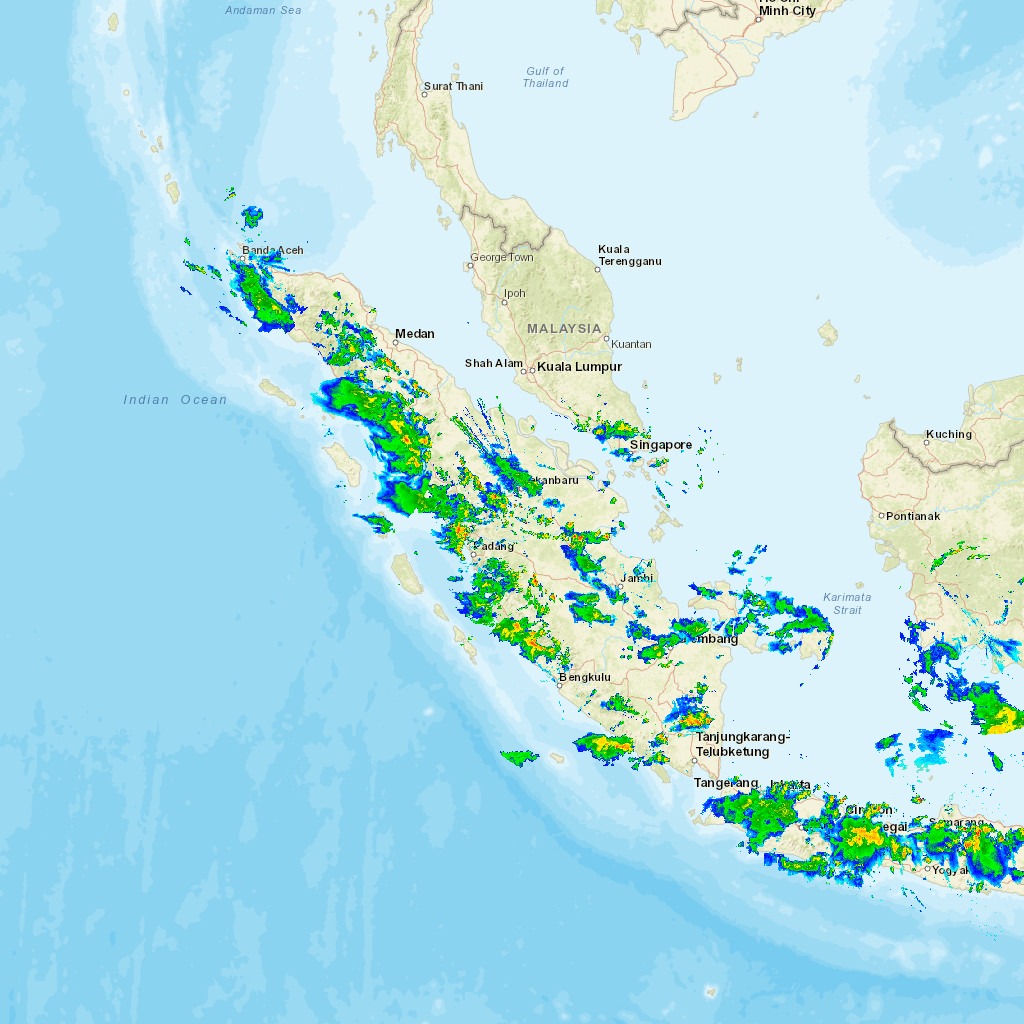 Andaman Sea
Minh City
Gulf of
Thailand
Surat Thani
Banda Aceh
George Town
Kuala
Terengganu
Ipoh
MALAYSIA
Medan
Kuantan
Shah Alam
Kuala Lumpur
Indian Ocean
Singapore
Kuching
Pontianak
Padang
Jambi
Karimata
Strait
Bengkulu
Tanjungkarang-
Telubketung
Tangerang